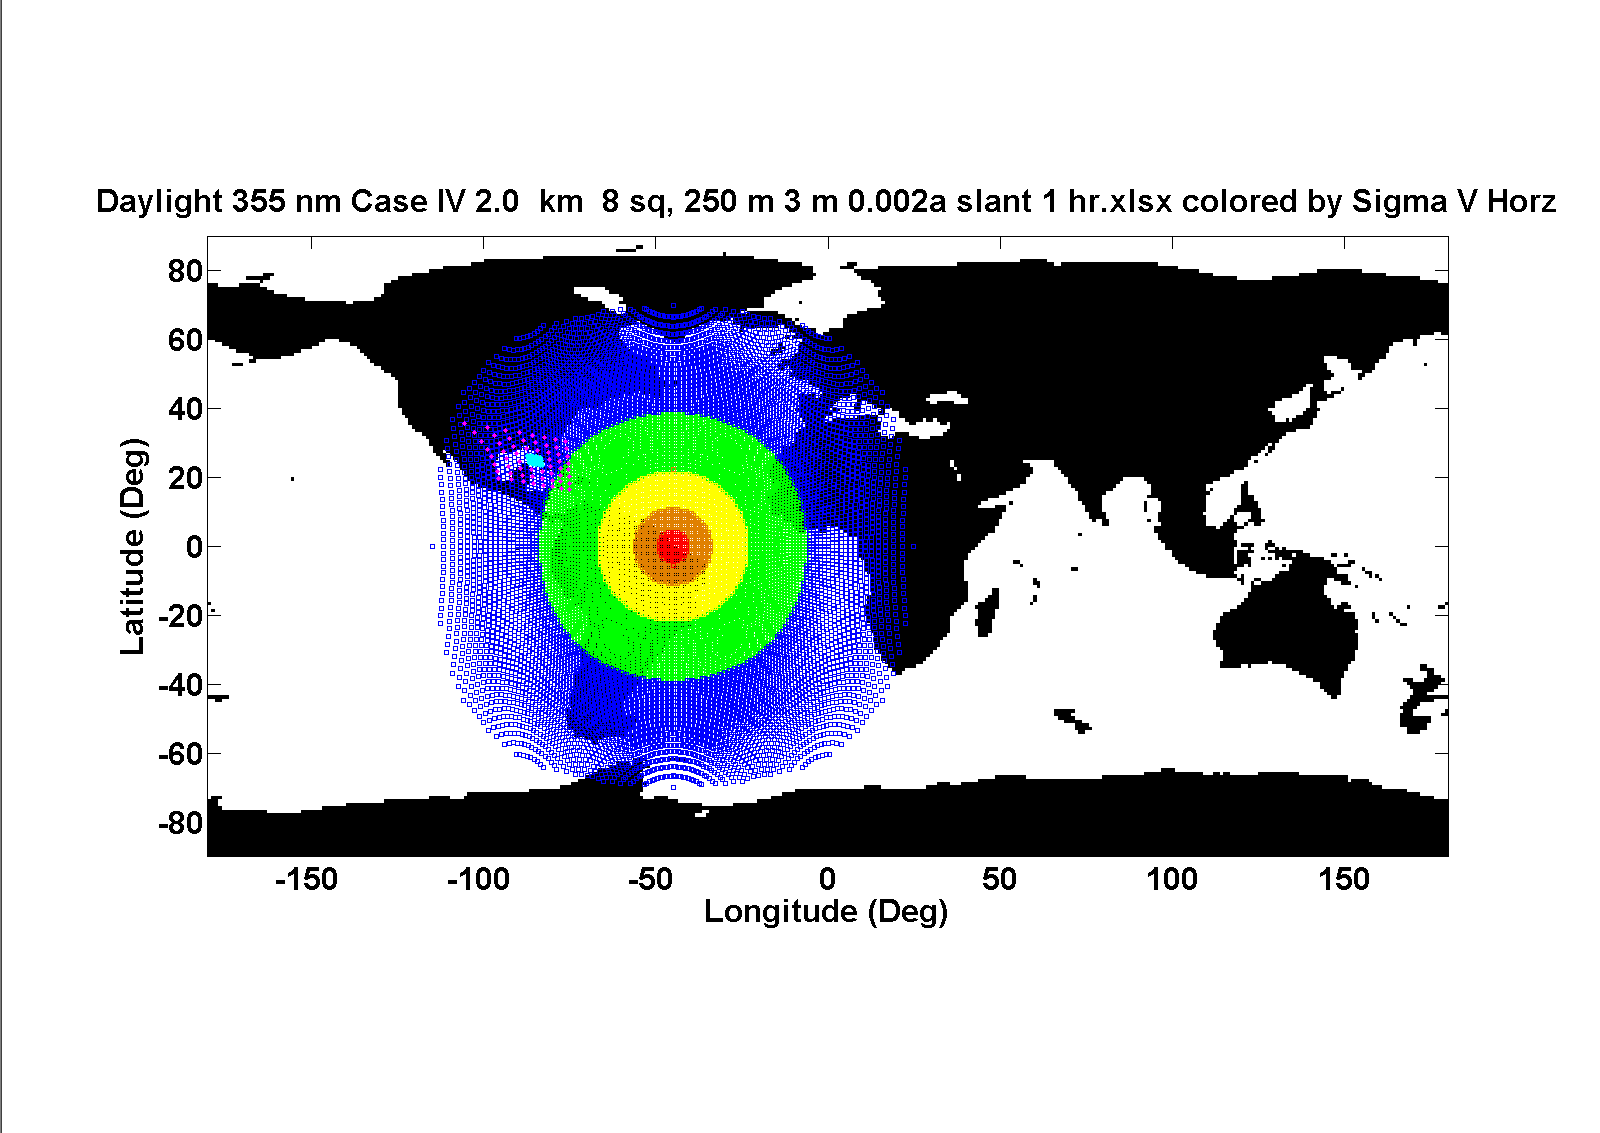 Daylight 355 nm Case IV 2.0  km  8 sq, 250 m 3 m 0.002a slant 1 hr.xlsx colored by Sigma V Horz
80
60
40
20
0
-20
-40
-60
-80
Latitude (Deg)
-150 -100 -50 0 50 100 150
Longitude (Deg)